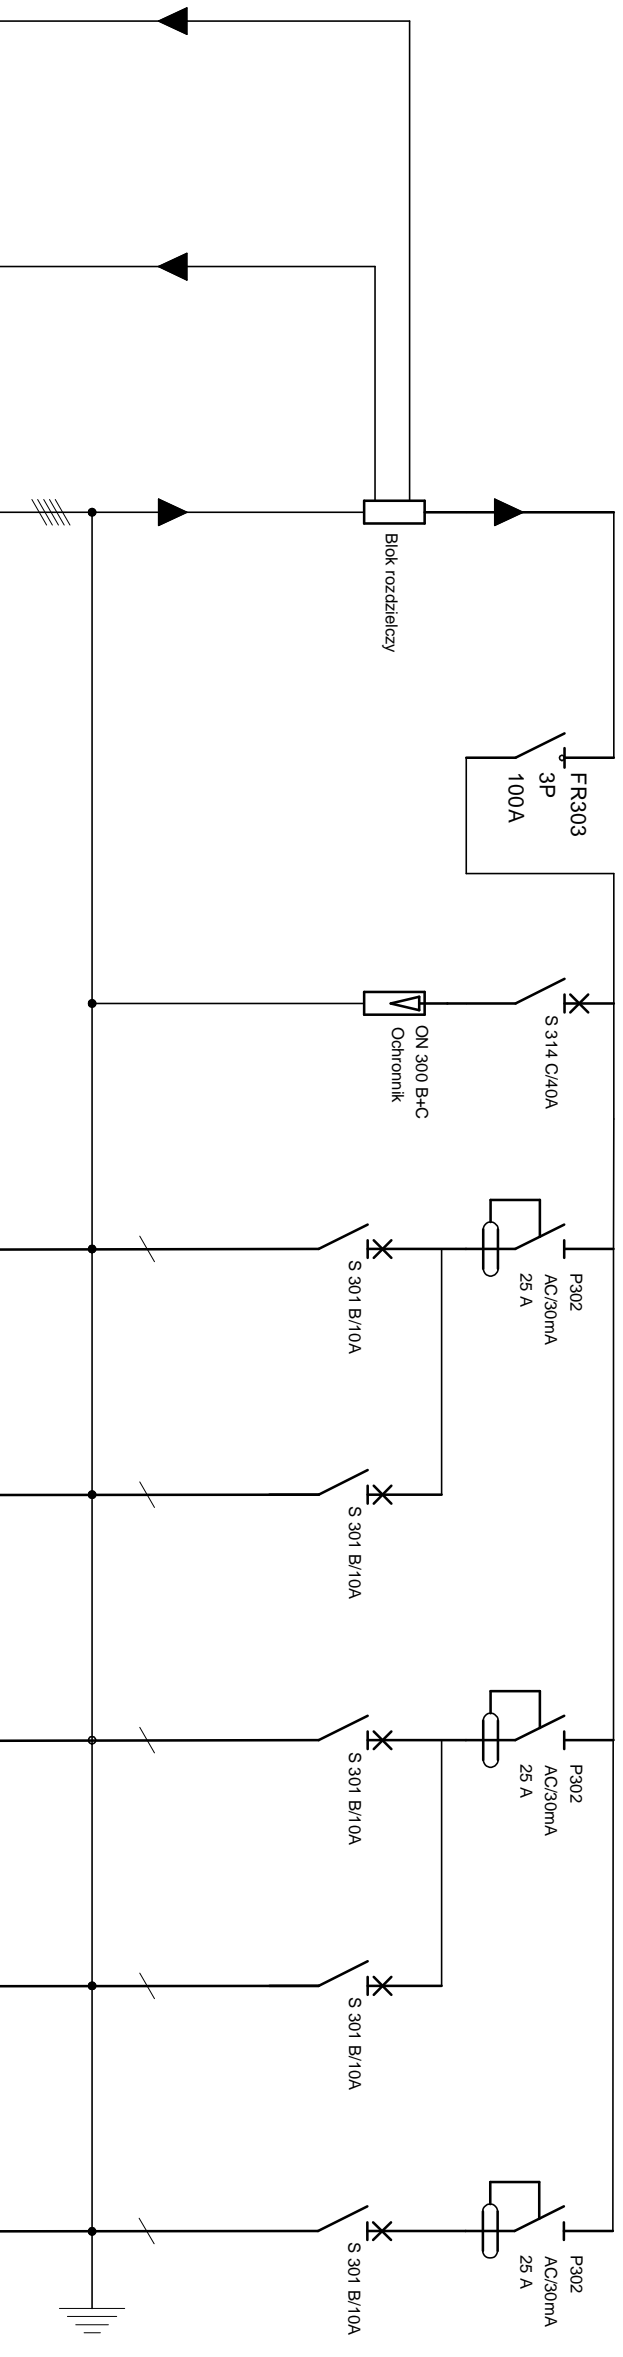 Blok rozdzielczy
FR303
3P
100A
S 314 C/40A
ON 300 B+C
Ochronnik
P302
AC/30mA
25 A
S 301 B/10A
S 301 B/10A
P302
AC/30mA
25 A
S 301 B/10A
S 301 B/10A
P302
AC/30mA
25 A
S 301 B/10A